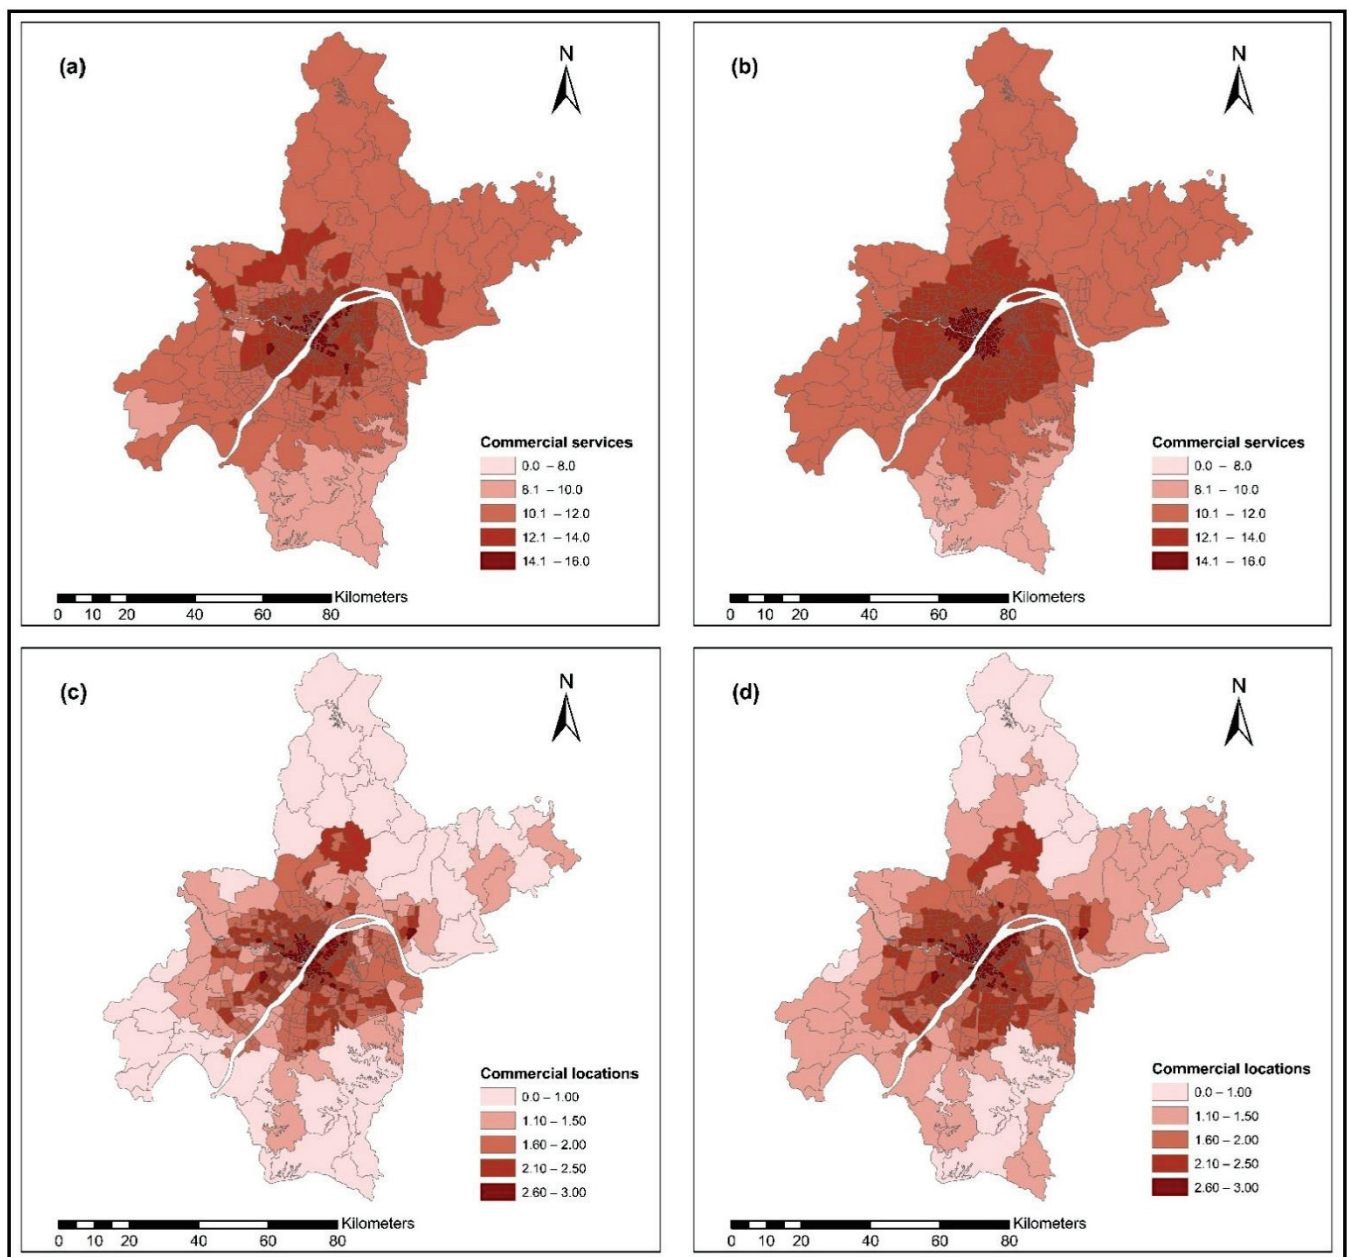 (a)
N
Commercial services
0.0 – 8.0
8.1 – 10.0
10.1 – 12.0
12.1 – 14.0
14.1 – 16.0
Kilometers
0 10 20 40 60 80
(b)
N
Commercial services
0.0 – 8.0
8.1 – 10.0
10.1 – 12.0
12.1 – 14.0
14.1 – 16.0
Kilometers
0 10 20 40 60 80
(c)
N
Commercial locations
0.0 – 1.00
1.10 – 1.50
1.60 – 2.00
2.10 – 2.50
2.60 – 3.00
Kilometers
0 10 20 40 60 80
(d)
N
Commercial locations
0.0 – 1.00
1.10 – 1.50
1.60 – 2.00
2.10 – 2.50
2.60 – 3.00
Kilometers
0 10 20 40 60 80